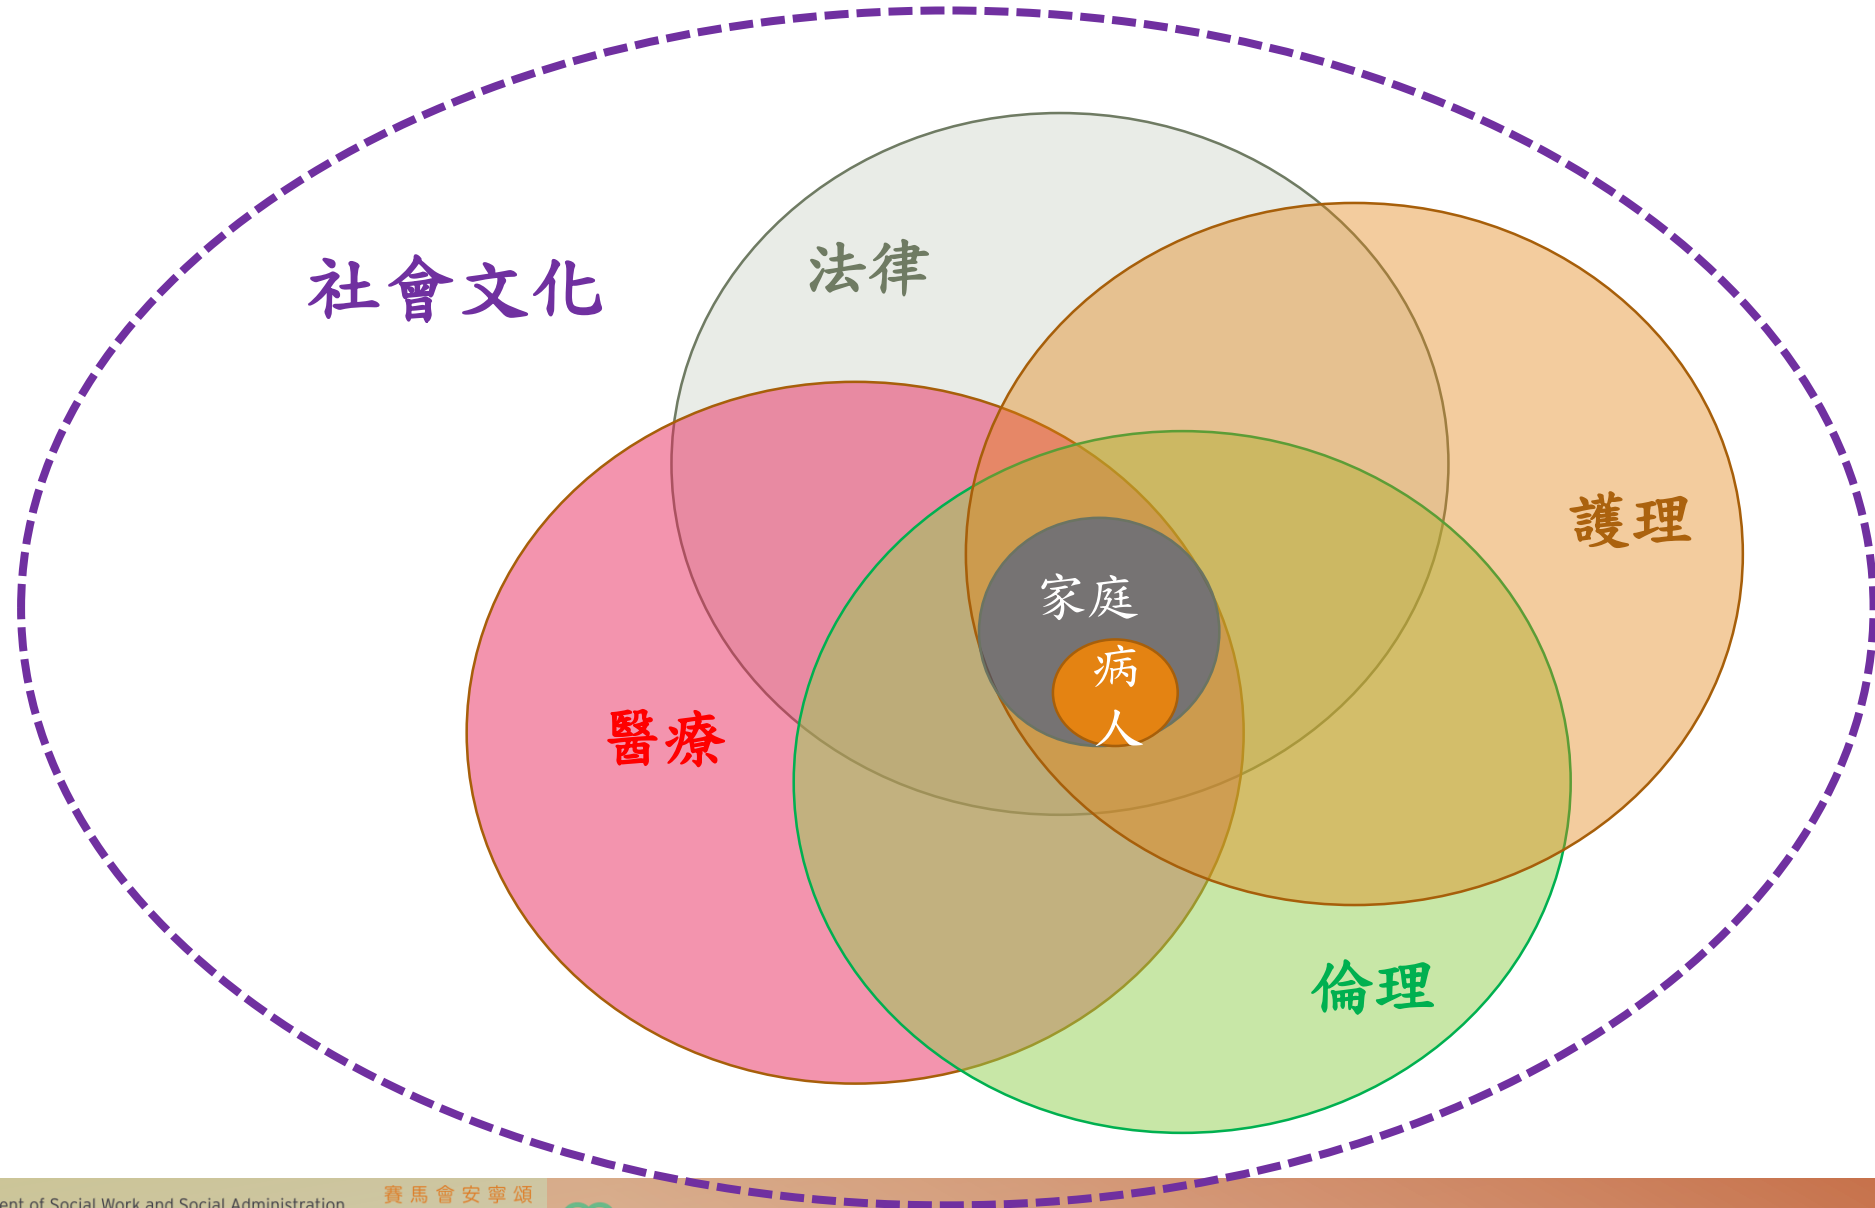 社會文化
法律
護理
家庭
病
人
醫療
倫理
賽馬會安寧頌
ent of Social Work and Social Administration